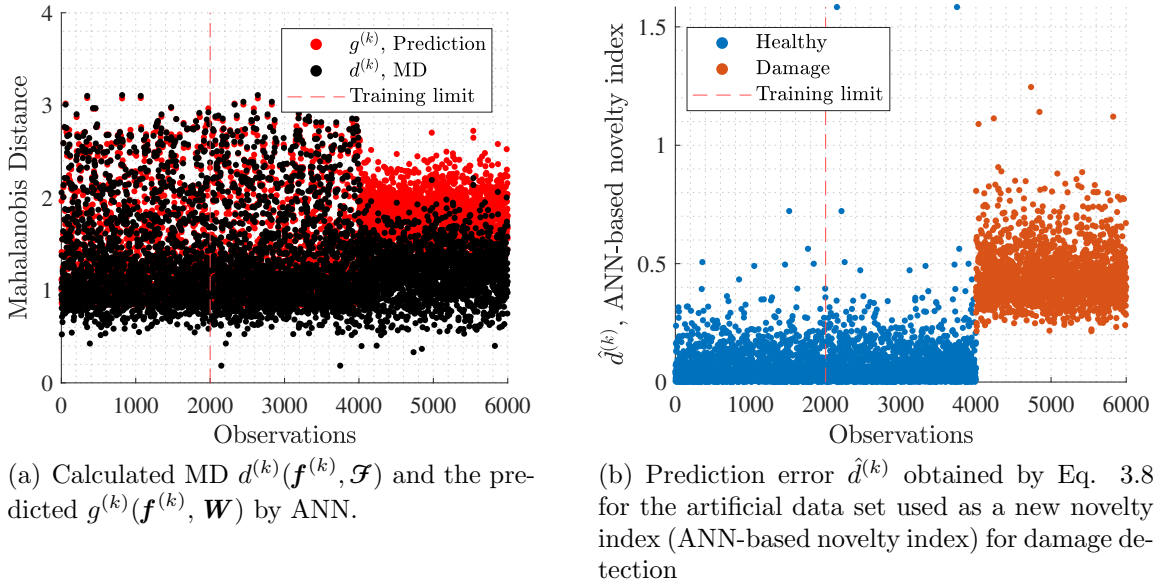 4
3
2
1
0
Mahalanobis Distance
g^{(k)}, Prediction
d^{(k)}, MD
Training limit
0 1000 2000 3000 4000 5000 6000
Observations
(a) Calculated MD d^{(k)}(f^{(k)}, ℱ) and the pre-
dicted g^{(k)}(f^{(k)}, W) by ANN.
1.5
1
0.5
0
d̂^{(k)}, ANN-based novelty index
Healthy
Damage
Training limit
0 1000 2000 3000 4000 5000 6000
Observations
(b) Prediction error d̂^{(k)} obtained by Eq. 3.8
for the artificial data set used as a new novelty
index (ANN-based novelty index) for damage de-
tection